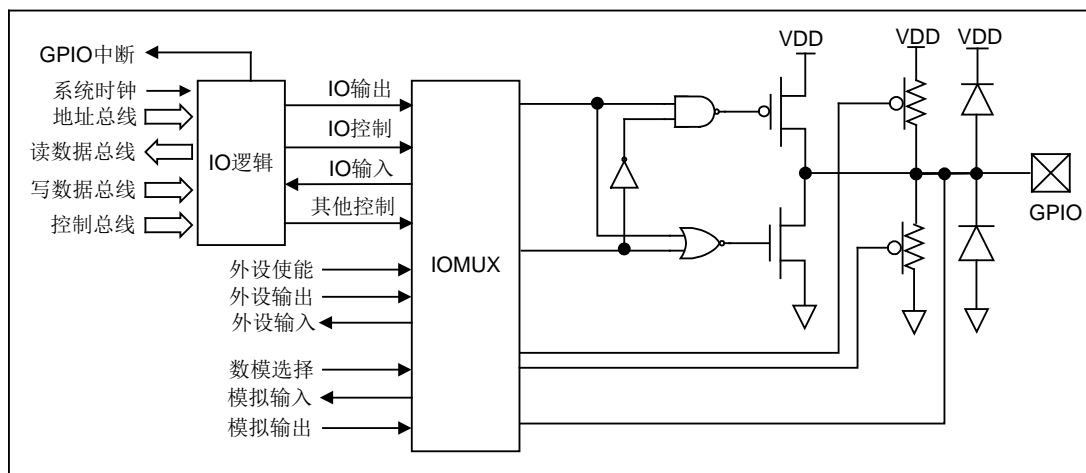 VDD VDD VDD
GPIO中断
系统时钟
地址总线
读数据总线
写数据总线
控制总线
IO逻辑
IO输出
IO控制
IO输入
其他控制
外设使能
外设输出
外设输入
数模选择
模拟输入
模拟输出
IOMUX
GPIO